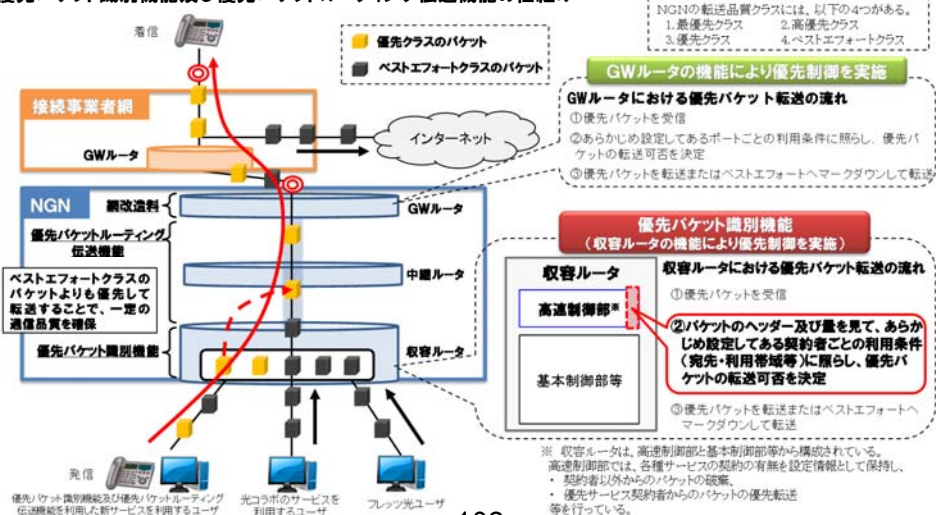 優先パケット識別機能及び優先パケットルーティング伝送機能の仕組み
NGNの転送品質クラスには、以下の4つがある。
1.最優先クラス 2.高優先クラス
3.優先クラス 4.ベストエフォートクラス
着信
優先クラスのパケット
ベストエフォートクラスのパケット
接続事業者網
GWルータ
インターネット
GWルータの機能により優先制御を実施
GWルータにおける優先パケット転送の流れ
①優先パケットを受信
②あらかじめ設定してあるポートごとの利用条件に照らし、優先パ
ケットの転送可否を決定
③優先パケットを転送またはベストエフォートへマークダウンして転送
NGN
網改造料
GWルータ
優先パケットルーティング
伝送機能
中継ルータ
ベストエフォートクラスの
パケットよりも優先して
転送することで、一定の
通信品質を確保
優先パケット識別機能
収容ルータ
優先パケット識別機能
(収容ルータの機能により優先制御を実施)
収容ルータ
高速制御部※
基本制御部等
収容ルータにおける優先パケット転送の流れ
①優先パケットを受信
②パケットのヘッダー及び量を見て、あらか
じめ設定してある契約者ごとの利用条件
(宛先・利用帯域等)に照らし、優先パ
ケットの転送可否を決定
③優先パケットを転送またはベストエフォートへ
マークダウンして転送
※ 収容ルータは、高速制御部と基本制御部等から構成されている。
高速制御部では、各種サービスの契約の有無を設定情報として保持し、
・ 契約者以外からのパケットの破棄、
・ 優先サービス契約者からのパケットの優先転送
等を行っている。
発信
優先パケット識別機能及び優先パケットルーティング
伝送機能を利用した新サービスを利用するユーザ
光コラボのサービスを
利用するユーザ
フレッツ光ユーザ